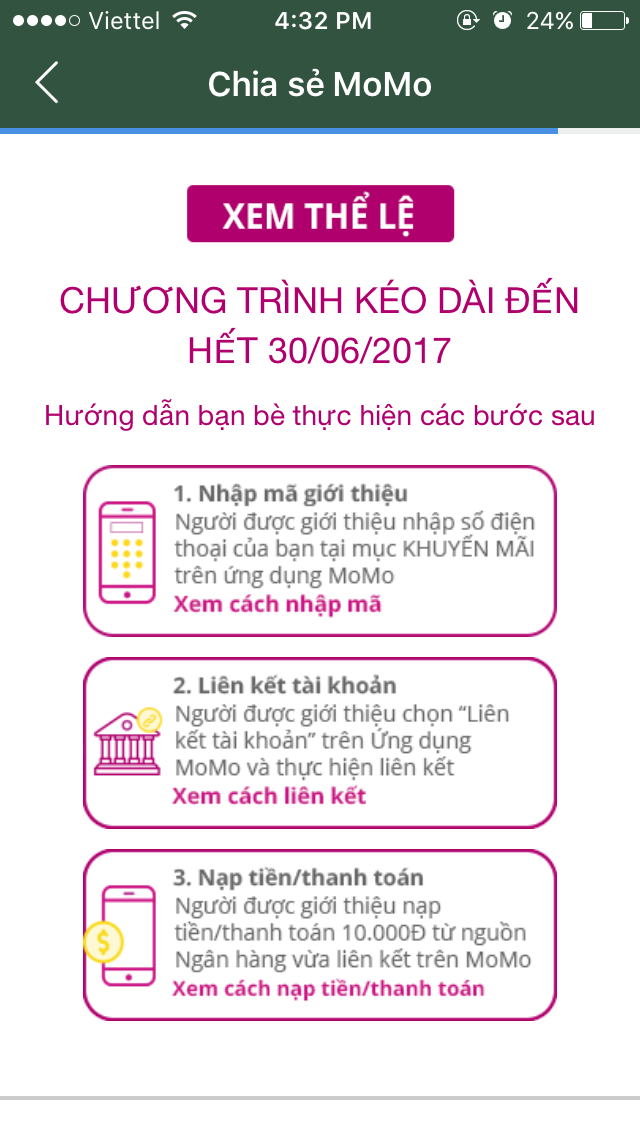 Viettel 4:32 PM 24%
Chia sẻ MoMo
XEM THỂ LỆ
CHƯƠNG TRÌNH KÉO DÀI ĐẾN
HẾT 30/06/2017
Hướng dẫn bạn bè thực hiện các bước sau
1. Nhập mã giới thiệu
Người được giới thiệu nhập số điện
thoại của bạn tại mục KHUYẾN MÃI
trên ứng dụng MoMo
Xem cách nhập mã
2. Liên kết tài khoản
Người được giới thiệu chọn “Liên
kết tài khoản” trên Ứng dụng
MoMo và thực hiện liên kết
Xem cách liên kết
3. Nạp tiền/thanh toán
Người được giới thiệu nạp
tiền/thanh toán 10.000Đ từ nguồn
Ngân hàng vừa liên kết trên MoMo
Xem cách nạp tiền/thanh toán